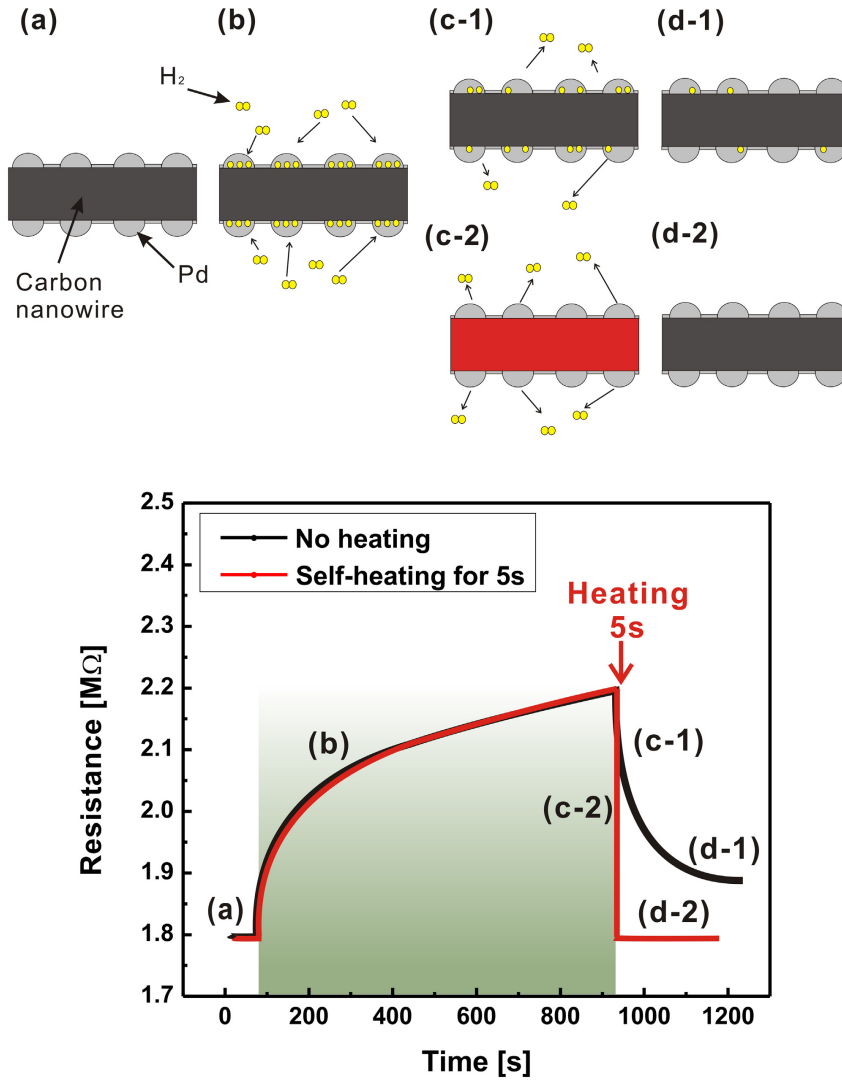 (a)
(b)
(c-1)
(d-1)
H₂
(c-2)
(d-2)
Pd
Carbon
nanowire
2.5
2.4
2.3
2.2
2.1
2.0
1.9
1.8
1.7
Resistance [MΩ]
No heating
Self-heating for 5s
Heating
5s
(b)
(c-1)
(c-2)
(d-1)
(a)
(d-2)
0
200
400
600
800
1000
1200
Time [s]